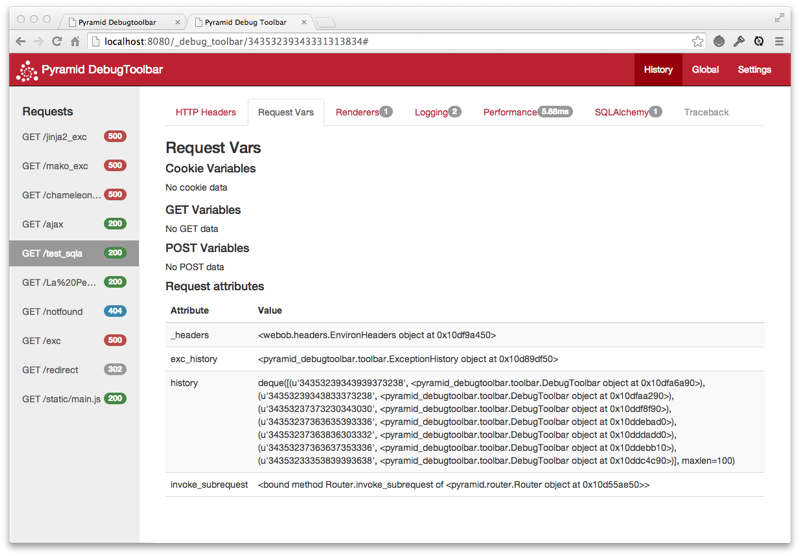 Pyramid Debugtoolbar
Pyramid Debug Toolbar
localhost:8080/_debug_toolbar/34353239343331313834#
Pyramid DebugToolbar
History
Global
Settings
Requests
GET /jinja2_exc 500
GET /mako_exc 500
GET /chameleon... 500
GET /ajax 200
GET /test_sqla 200
GET /La%20Pe... 200
GET /notfound 404
GET /exc 500
GET /redirect 302
GET /static/main.js 200
HTTP Headers
Request Vars
Renderers 1
Logging 2
Performance 5.88ms
SQLAlchemy 1
Traceback
Request Vars
Cookie Variables
No cookie data
GET Variables
No GET data
POST Variables
No POST data
Request attributes
Attribute Value
_headers <webob.headers.EnvironHeaders object at 0x10df9a450>
exc_history <pyramid_debugtoolbar.toolbar.ExceptionHistory object at 0x10d89df50>
history deque([(u'34353239343939373238', <pyramid_debugtoolbar.toolbar.DebugToolbar object at 0x10dfa6a90>),
(u'34353239343833373238', <pyramid_debugtoolbar.toolbar.DebugToolbar object at 0x10dfaa290>),
(u'34353237373230343030', <pyramid_debugtoolbar.toolbar.DebugToolbar object at 0x10ddf8f90>),
(u'34353237363635393336', <pyramid_debugtoolbar.toolbar.DebugToolbar object at 0x10ddebad0>),
(u'34353237363836303332', <pyramid_debugtoolbar.toolbar.DebugToolbar object at 0x10dddadd0>),
(u'34353237363637353336', <pyramid_debugtoolbar.toolbar.DebugToolbar object at 0x10ddebb10>),
(u'34353233353839393638', <pyramid_debugtoolbar.toolbar.DebugToolbar object at 0x10ddc4c90>)], maxlen=100)
invoke_subrequest <bound method Router.invoke_subrequest of <pyramid.router.Router object at 0x10d55ae50>>